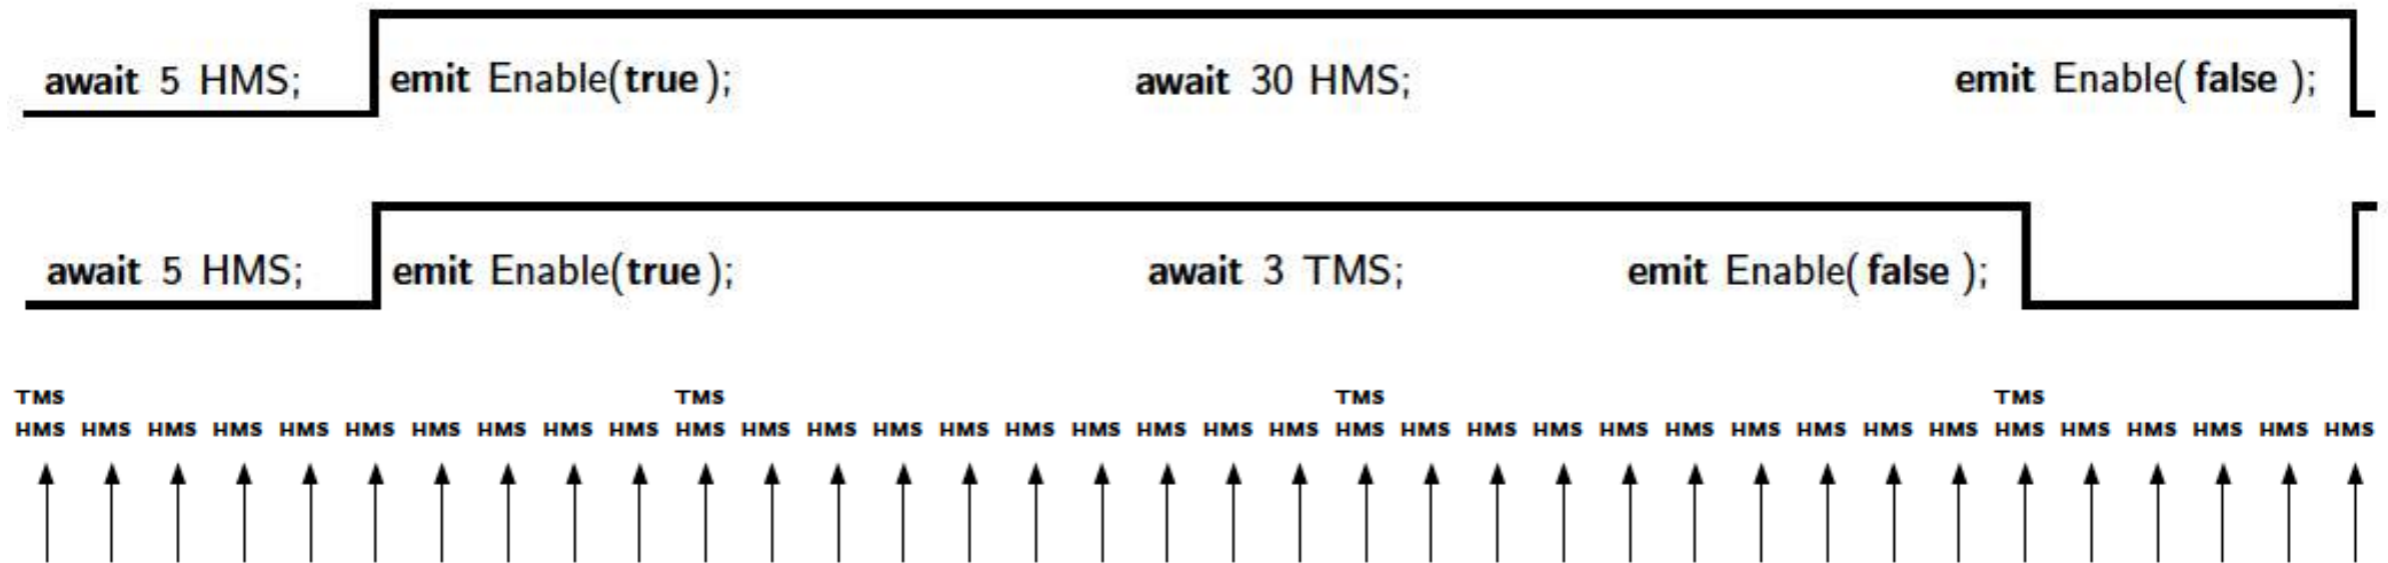 await 5 HMS; emit Enable(true); await 30 HMS; emit Enable( false );
await 5 HMS; emit Enable(true); await 3 TMS; emit Enable( false );
TMS TMS TMS TMS
HMS HMS HMS HMS HMS HMS HMS HMS HMS HMS HMS HMS HMS HMS HMS HMS HMS HMS HMS HMS HMS HMS HMS HMS HMS HMS HMS HMS HMS HMS HMS HMS HMS HMS HMS HMS